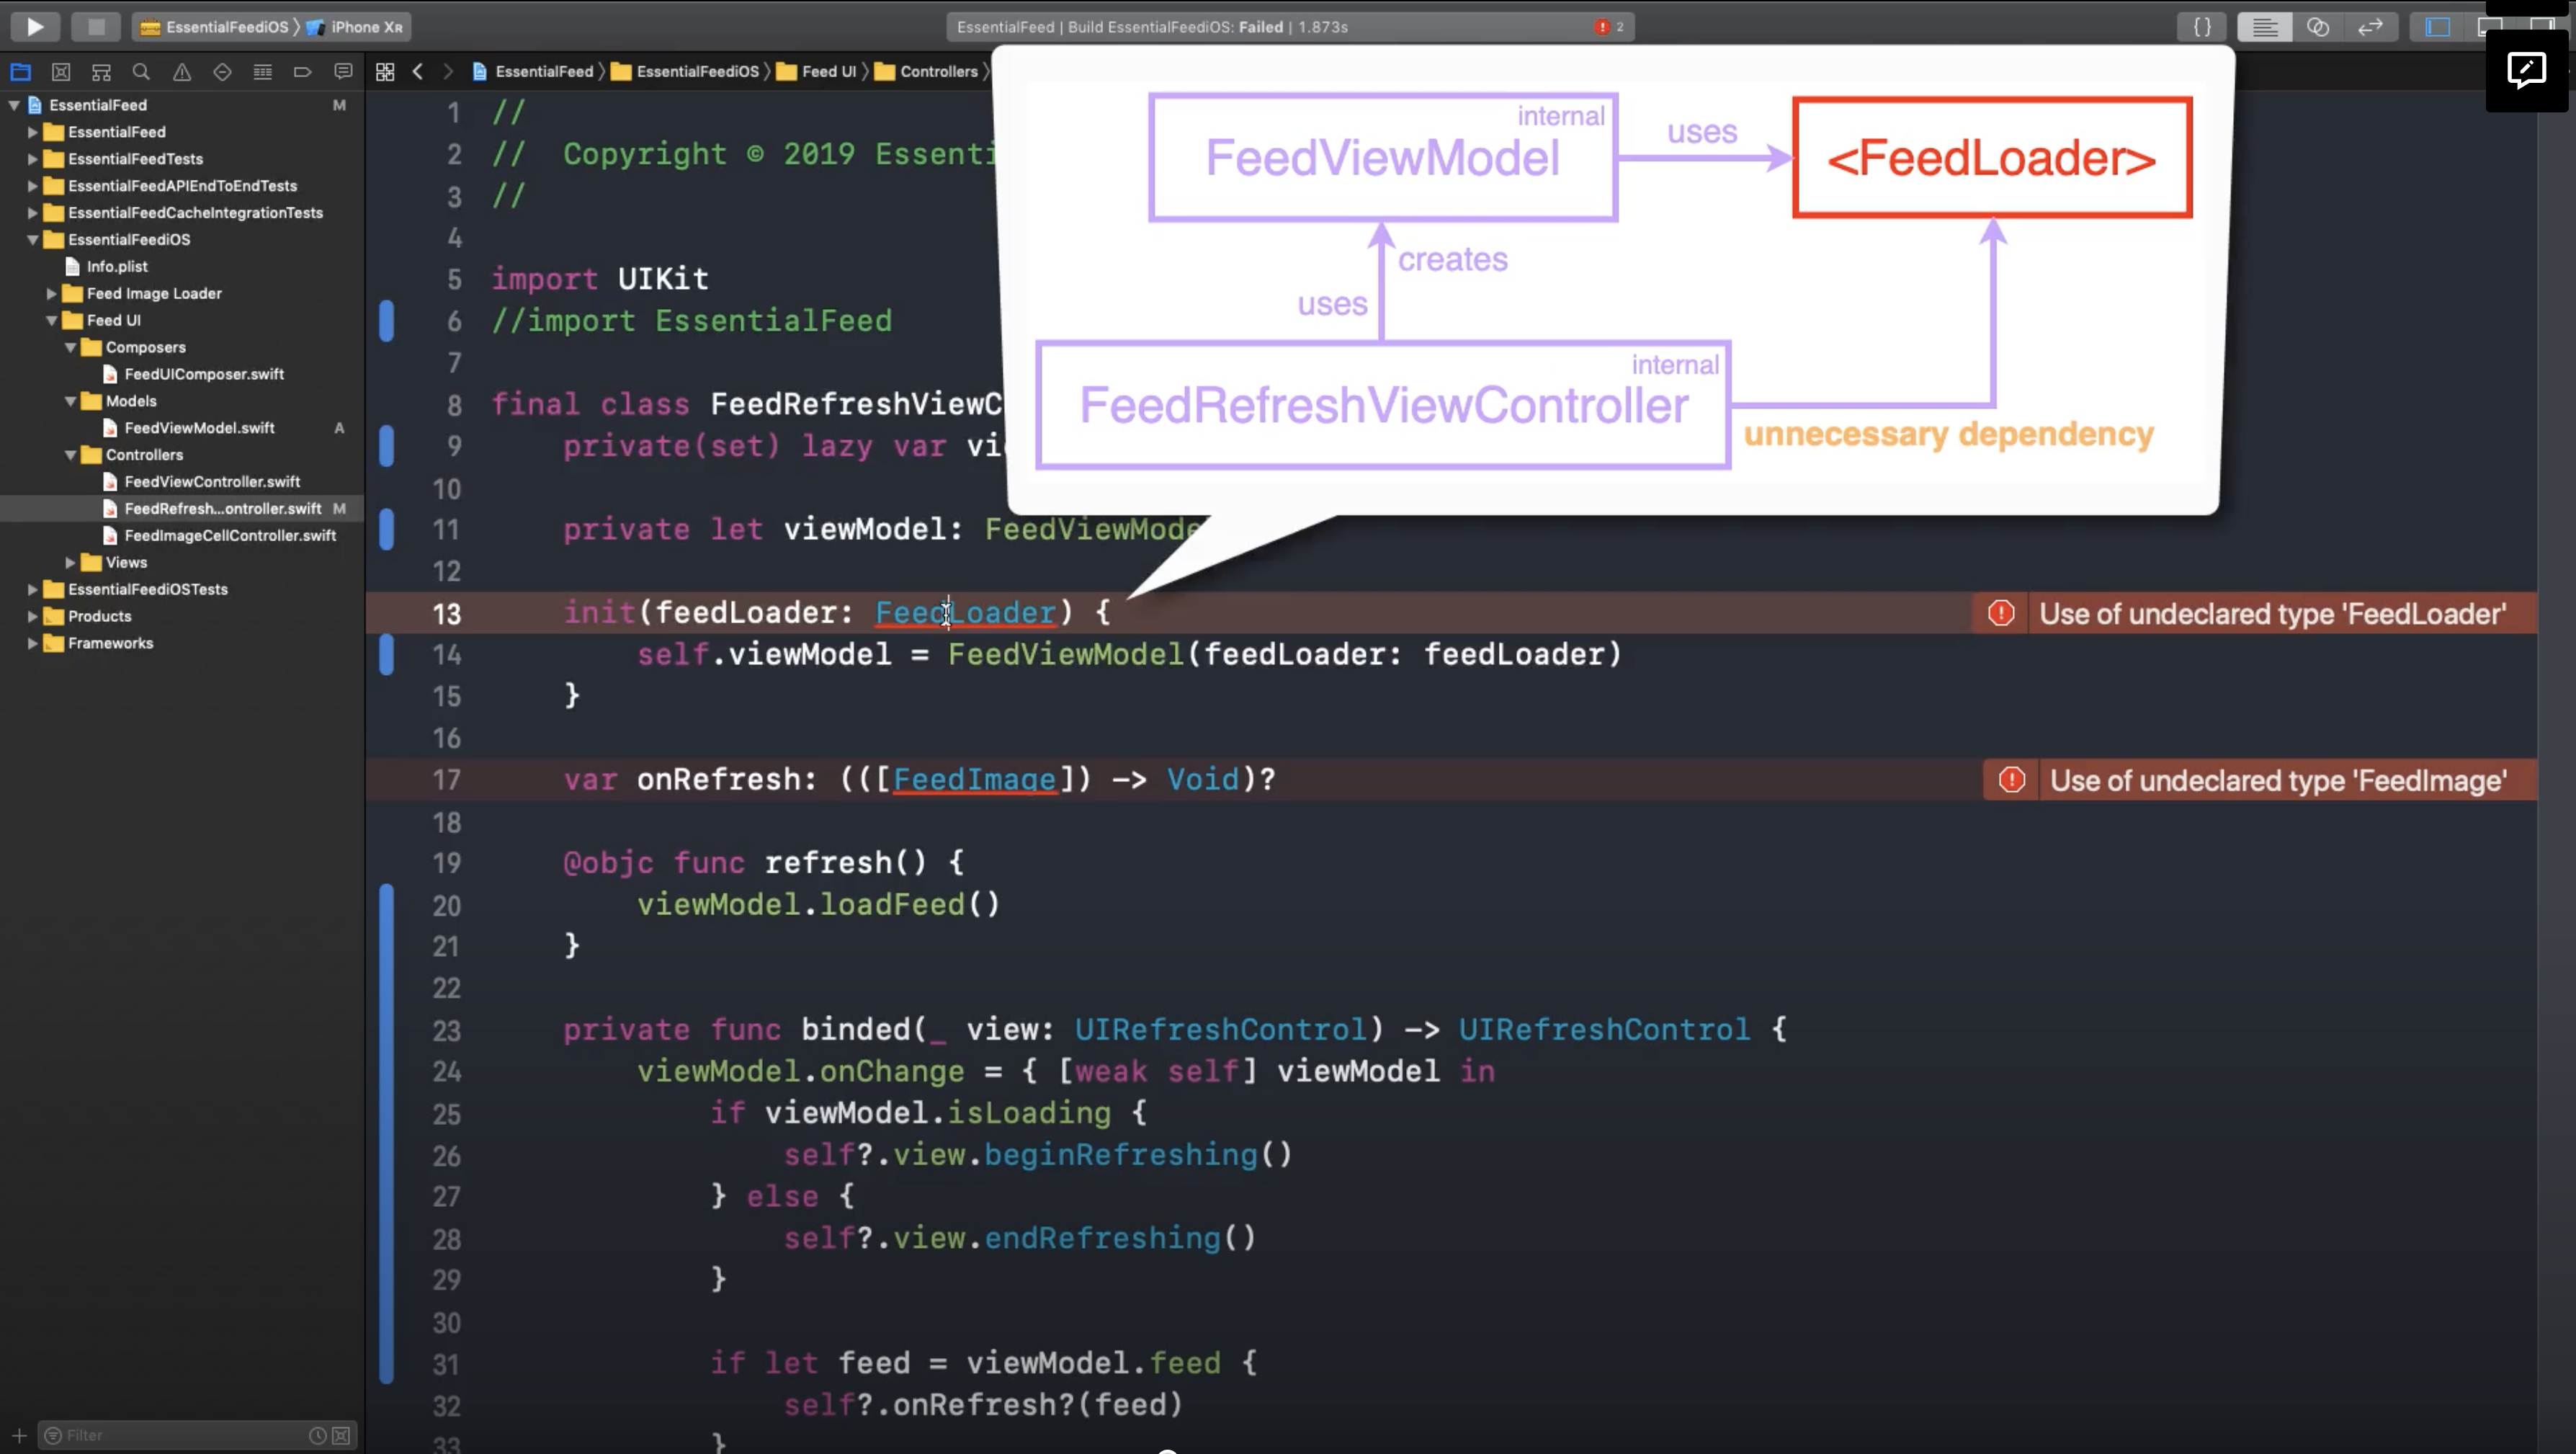 EssentialFeediOS 〉 iPhone XR
EssentialFeed | Build EssentialFeediOS: Failed | 1.873s
2
{}
EssentialFeed 〉 EssentialFeediOS 〉 Feed UI 〉 Controllers 〉
EssentialFeed M
EssentialFeed
EssentialFeedTests
EssentialFeedAPIEndToEndTests
EssentialFeedCacheIntegrationTests
EssentialFeediOS
Info.plist
Feed Image Loader
Feed UI
Composers
FeedUIComposer.swift
Models
FeedViewModel.swift A
Controllers
FeedViewController.swift
FeedRefresh...ontroller.swift M
FeedImageCellController.swift
Views
EssentialFeediOSTests
Products
Frameworks
Filter
1 //
2 //  Copyright © 2019 Essenti
3 //
4
5 import UIKit
6 //import EssentialFeed
7
8 final class FeedRefreshViewC
9     private(set) lazy var vi
10
11     private let viewModel: FeedViewMode
12
13     init(feedLoader: FeedLoader) {
Use of undeclared type 'FeedLoader'
14         self.viewModel = FeedViewModel(feedLoader: feedLoader)
15     }
16
17     var onRefresh: (([FeedImage]) -> Void)?
Use of undeclared type 'FeedImage'
18
19     @objc func refresh() {
20         viewModel.loadFeed()
21     }
22
23     private func binded(_ view: UIRefreshControl) -> UIRefreshControl {
24         viewModel.onChange = { [weak self] viewModel in
25             if viewModel.isLoading {
26                 self?.view.beginRefreshing()
27             } else {
28                 self?.view.endRefreshing()
29             }
30
31             if let feed = viewModel.feed {
32                 self?.onRefresh?(feed)
33             }
internal
FeedViewModel
uses
<FeedLoader>
creates
uses
internal
FeedRefreshViewController
unnecessary dependency